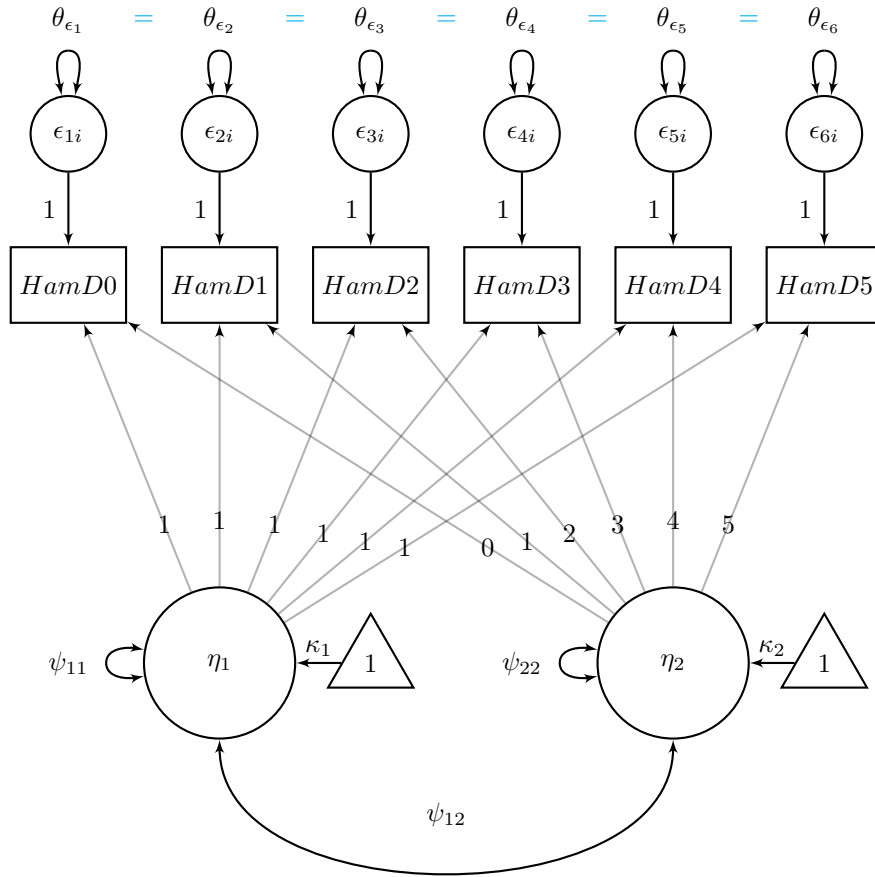 θϵ1 = θϵ2 = θϵ3 = θϵ4 = θϵ5 = θϵ6
ϵ1i ϵ2i ϵ3i ϵ4i ϵ5i ϵ6i
1 1 1 1 1 1
HamD0 HamD1 HamD2 HamD3 HamD4 HamD5
1 1 1 1 1 1 0 1 2 3 4 5
ψ11 η1 κ1 1 ψ22 η2 κ2 1
ψ12